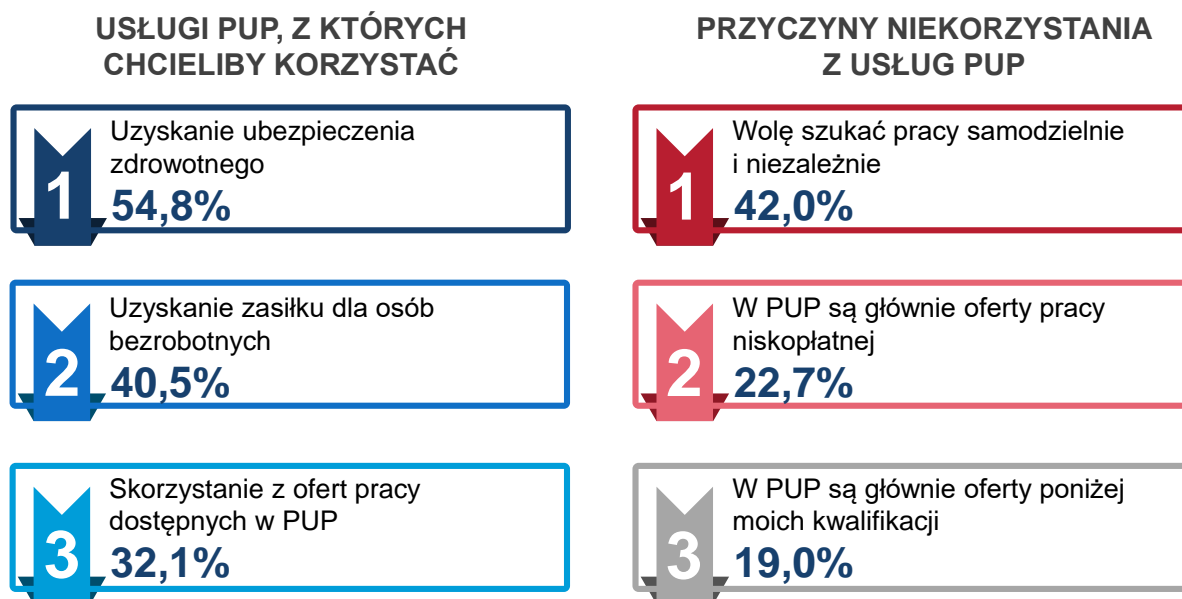 USŁUGI PUP, Z KTÓRYCH
CHCIELIBY KORZYSTAĆ
1
Uzyskanie ubezpieczenia
zdrowotnego
54,8%
2
Uzyskanie zasiłku dla osób
bezrobotnych
40,5%
3
Skorzystanie z ofert pracy
dostępnych w PUP
32,1%
PRZYCZYNY NIEKORZYSTANIA
Z USŁUG PUP
1
Wolę szukać pracy samodzielnie
i niezależnie
42,0%
2
W PUP są głównie oferty pracy
niskopłatnej
22,7%
3
W PUP są głównie oferty poniżej
moich kwalifikacji
19,0%